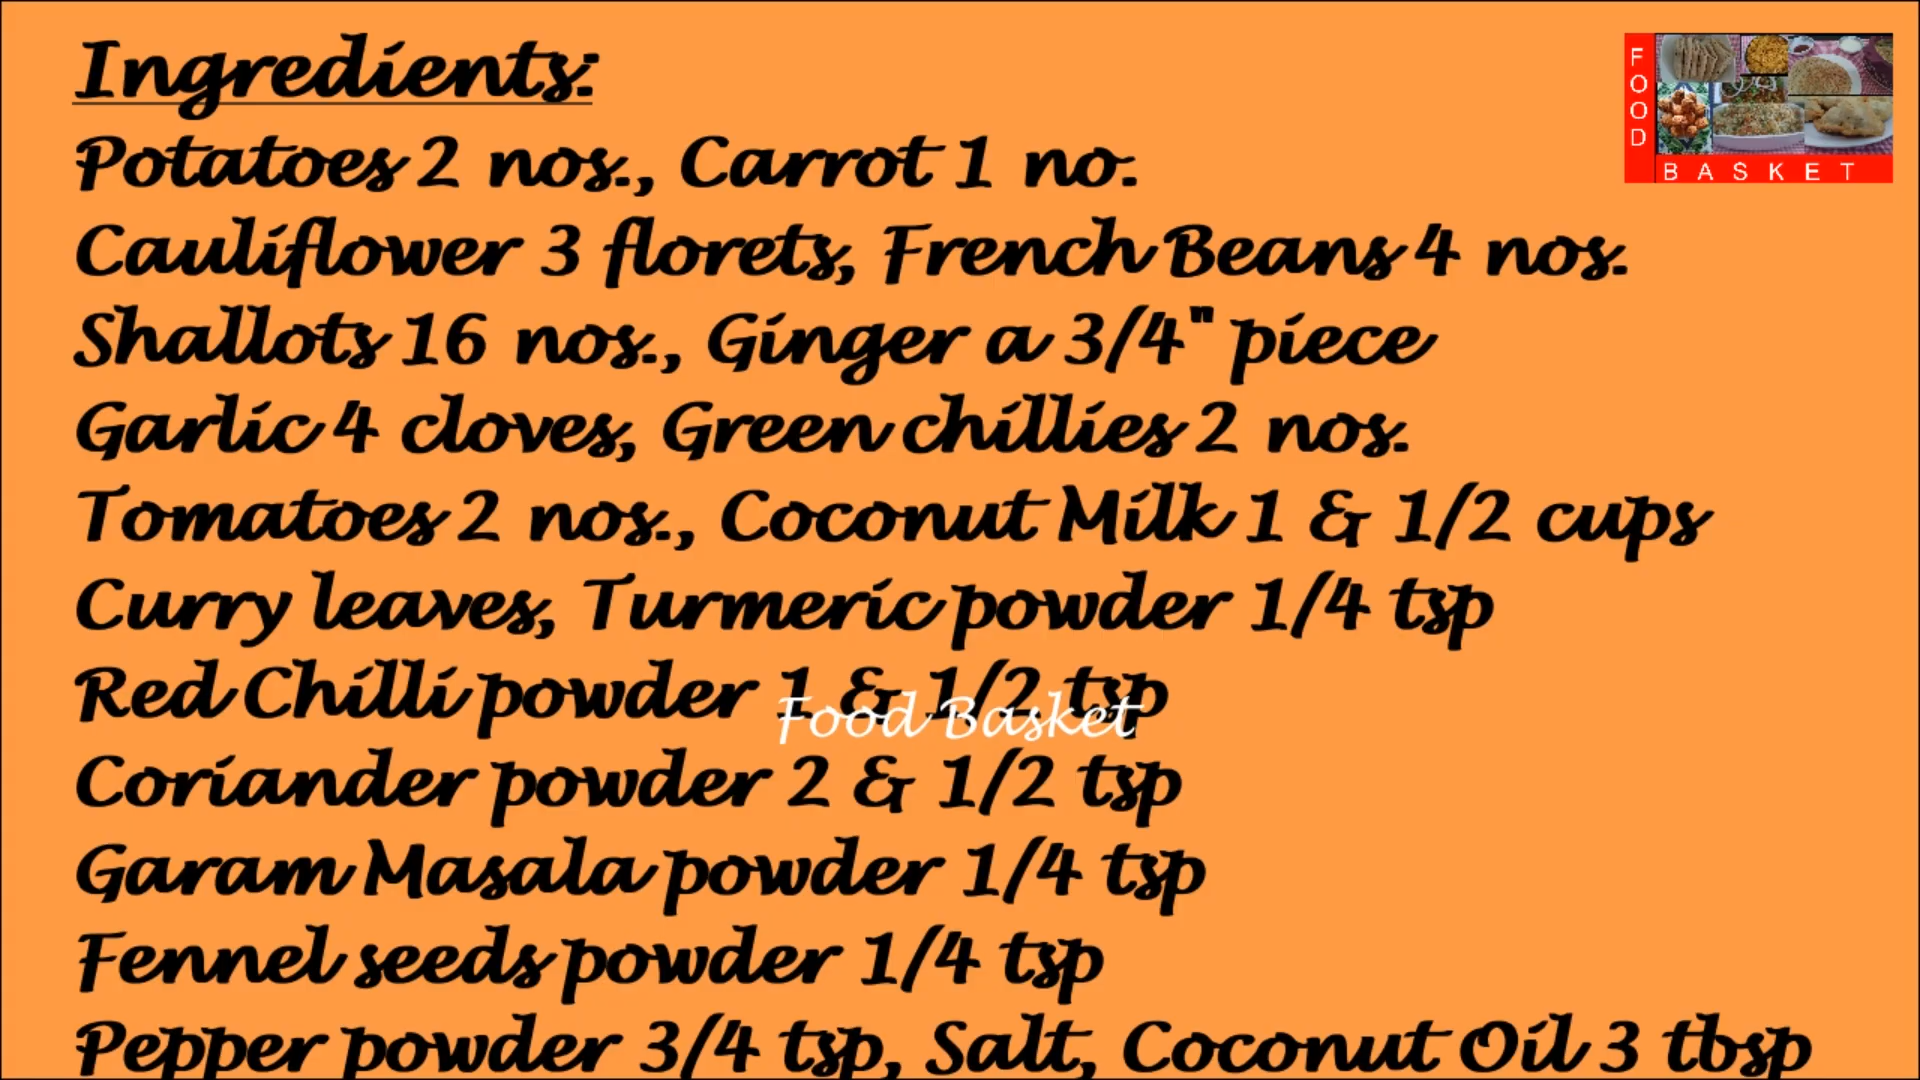 Ingredients:
Potatoes 2 nos., Carrot 1 no.
Cauliflower 3 florets, French Beans 4 nos.
Shallots 16 nos., Ginger a 3/4" piece
Garlic 4 cloves, Green chillies 2 nos.
Tomatoes 2 nos., Coconut Milk 1 & 1/2 cups
Curry leaves, Turmeric powder 1/4 tsp
Red Chilli powder 1 & 1/2 tsp
Food Basket
Coriander powder 2 & 1/2 tsp
Garam Masala powder 1/4 tsp
Fennel seeds powder 1/4 tsp
Pepper powder 3/4 tsp, Salt, Coconut Oil 3 tbsp
FOOD
BASKET